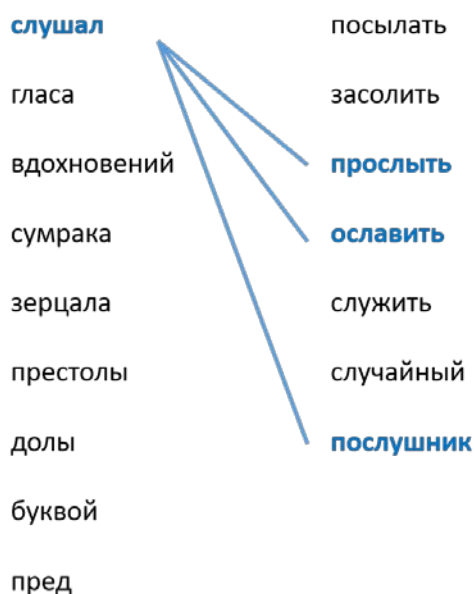 слушал
гласа
вдохновений
сумрака
зерцала
престолы
долы
буквой
пред
посылать
засолить
прослыть
ославить
служить
случайный
послушник